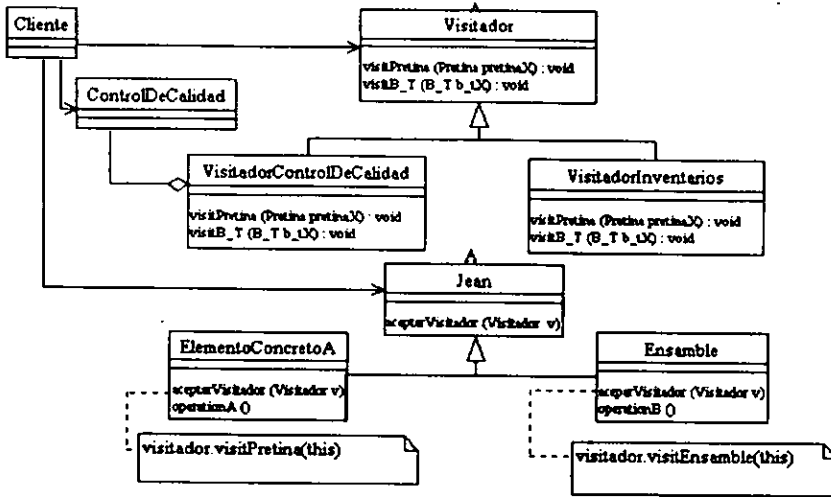 A
Cliente
Visitador
visitPretina (Pretina pretinaX) : void
visitB_T (B_T b_tX) : void
ControlDeCalidad
VisitadorControlDeCalidad
visitPretina (Pretina pretinaX) : void
visitB_T (B_T b_tX) : void
VisitadorInventarios
visitPretina (Pretina pretinaX) : void
visitB_T (B_T b_tX) : void
A
Jean
aceptarVisitador (Visitador v)
ElementoConcretoA
aceptarVisitador (Visitador v)
operationA ()
Ensamble
aceptarVisitador (Visitador v)
operationB ()
visitador.visitPretina(this)
visitador.visitEnsamble(this)